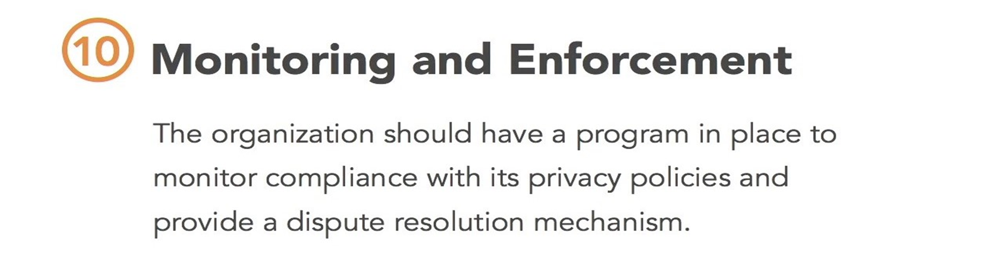 10 Monitoring and Enforcement
The organization should have a program in place to
monitor compliance with its privacy policies and
provide a dispute resolution mechanism.